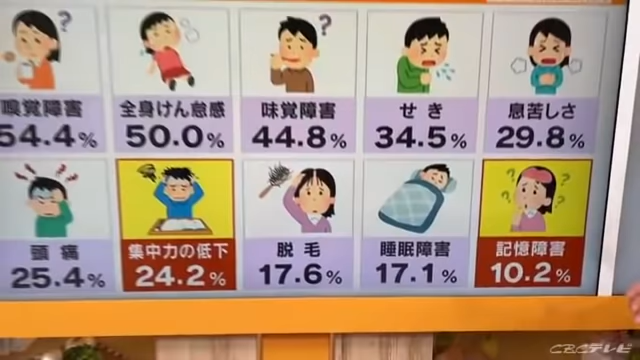 ?
?
嗅覚障害
全身けん怠感
味覚障害
せき
息苦しさ
54.4%
50.0%
44.8%
34.5%
29.8%
? ? ?
頭痛
集中力の低下
脱毛
睡眠障害
記憶障害
25.4%
24.2%
17.6%
17.1%
10.2%
CBCテレビ